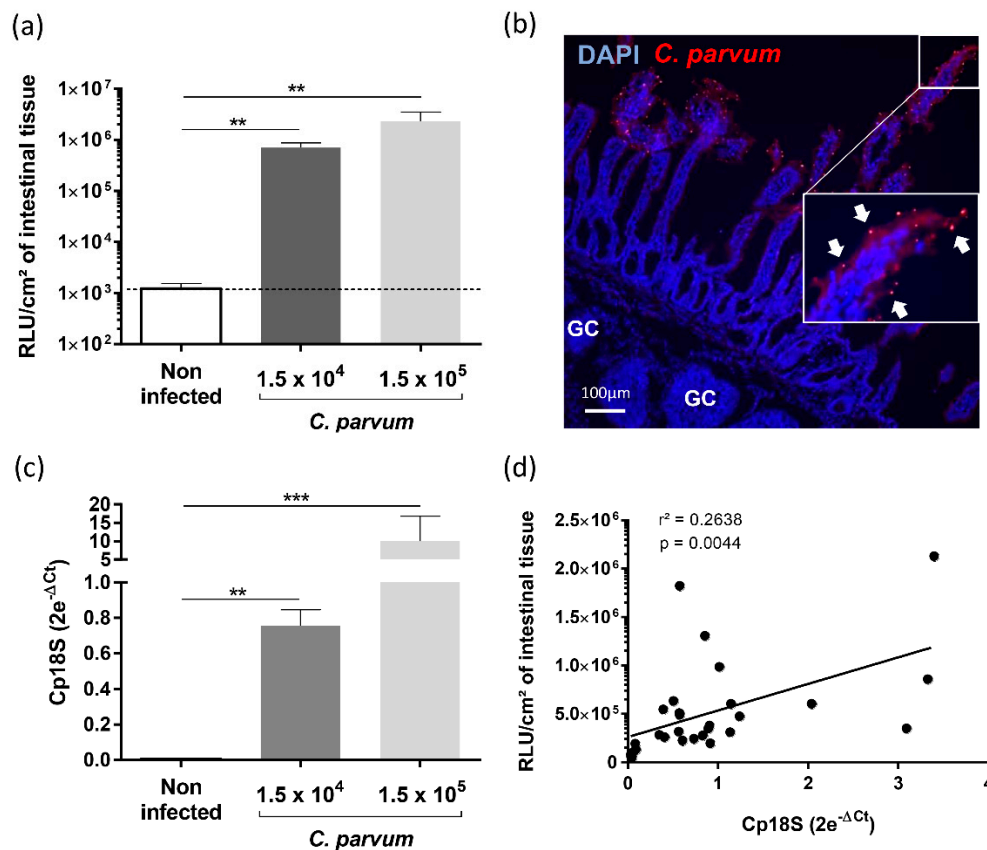 (a)
RLU/cm² of intestinal tissue
1×10⁷
1×10⁶
1×10⁵
1×10⁴
1×10³
1×10²
**
**
Non infected
1.5 x 10⁴
1.5 x 10⁵
C. parvum
(b)
DAPI C. parvum
GC
GC
100µm
(c)
Cp18S (2e⁻ΔCt)
20
15
10
5
1.0
0.8
0.6
0.4
0.2
0.0
***
**
Non infected
1.5 x 10⁴
1.5 x 10⁵
C. parvum
(d)
r² = 0.2638
p = 0.0044
RLU/cm² of intestinal tissue
2.5×10⁶
2.0×10⁶
1.5×10⁶
1.0×10⁶
5.0×10⁵
0
0 1 2 3 4
Cp18S (2e⁻ΔCt)